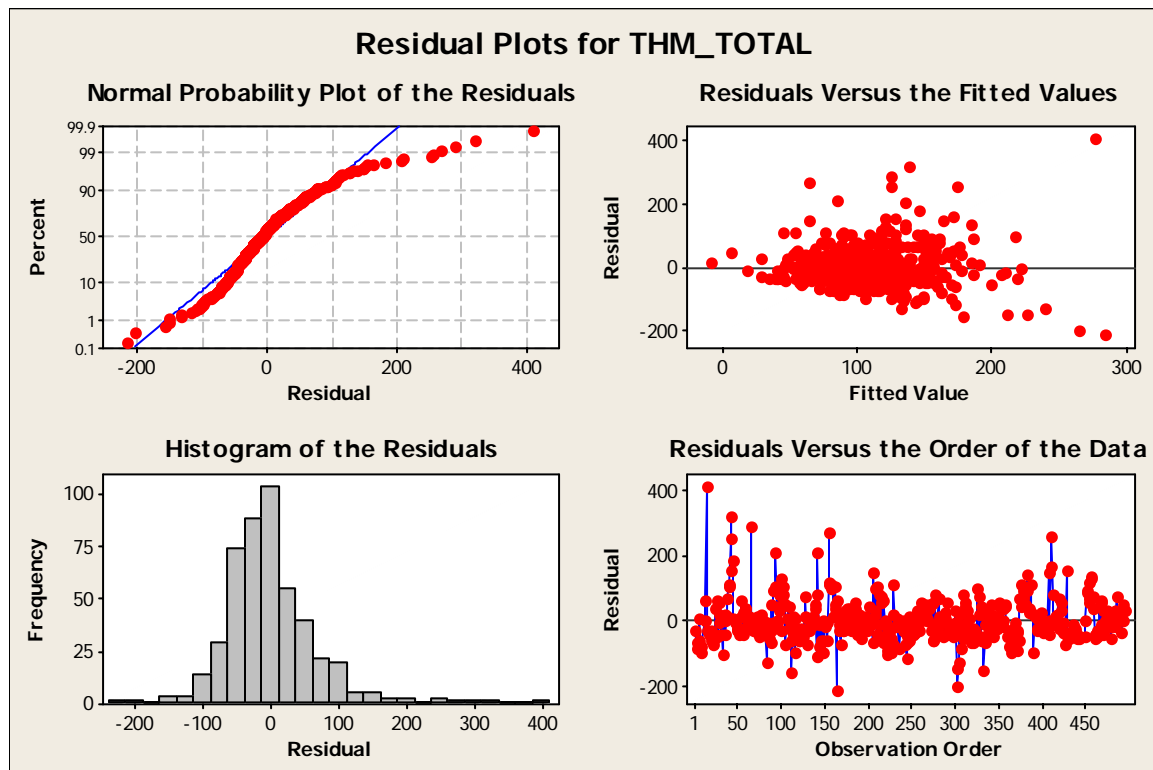 Residual Plots for THM_TOTAL
Normal Probability Plot of the Residuals
Percent
99.9
99
90
50
10
1
0.1
-200 0 200 400
Residual
Residuals Versus the Fitted Values
Residual
400
200
0
-200
0 100 200 300
Fitted Value
Histogram of the Residuals
Frequency
100
75
50
25
0
-100 0 100 200 300 400
Residual
Residuals Versus the Order of the Data
Residual
400
200
0
-200
1 50 100 150 200 250 300 350 400 450
Observation Order